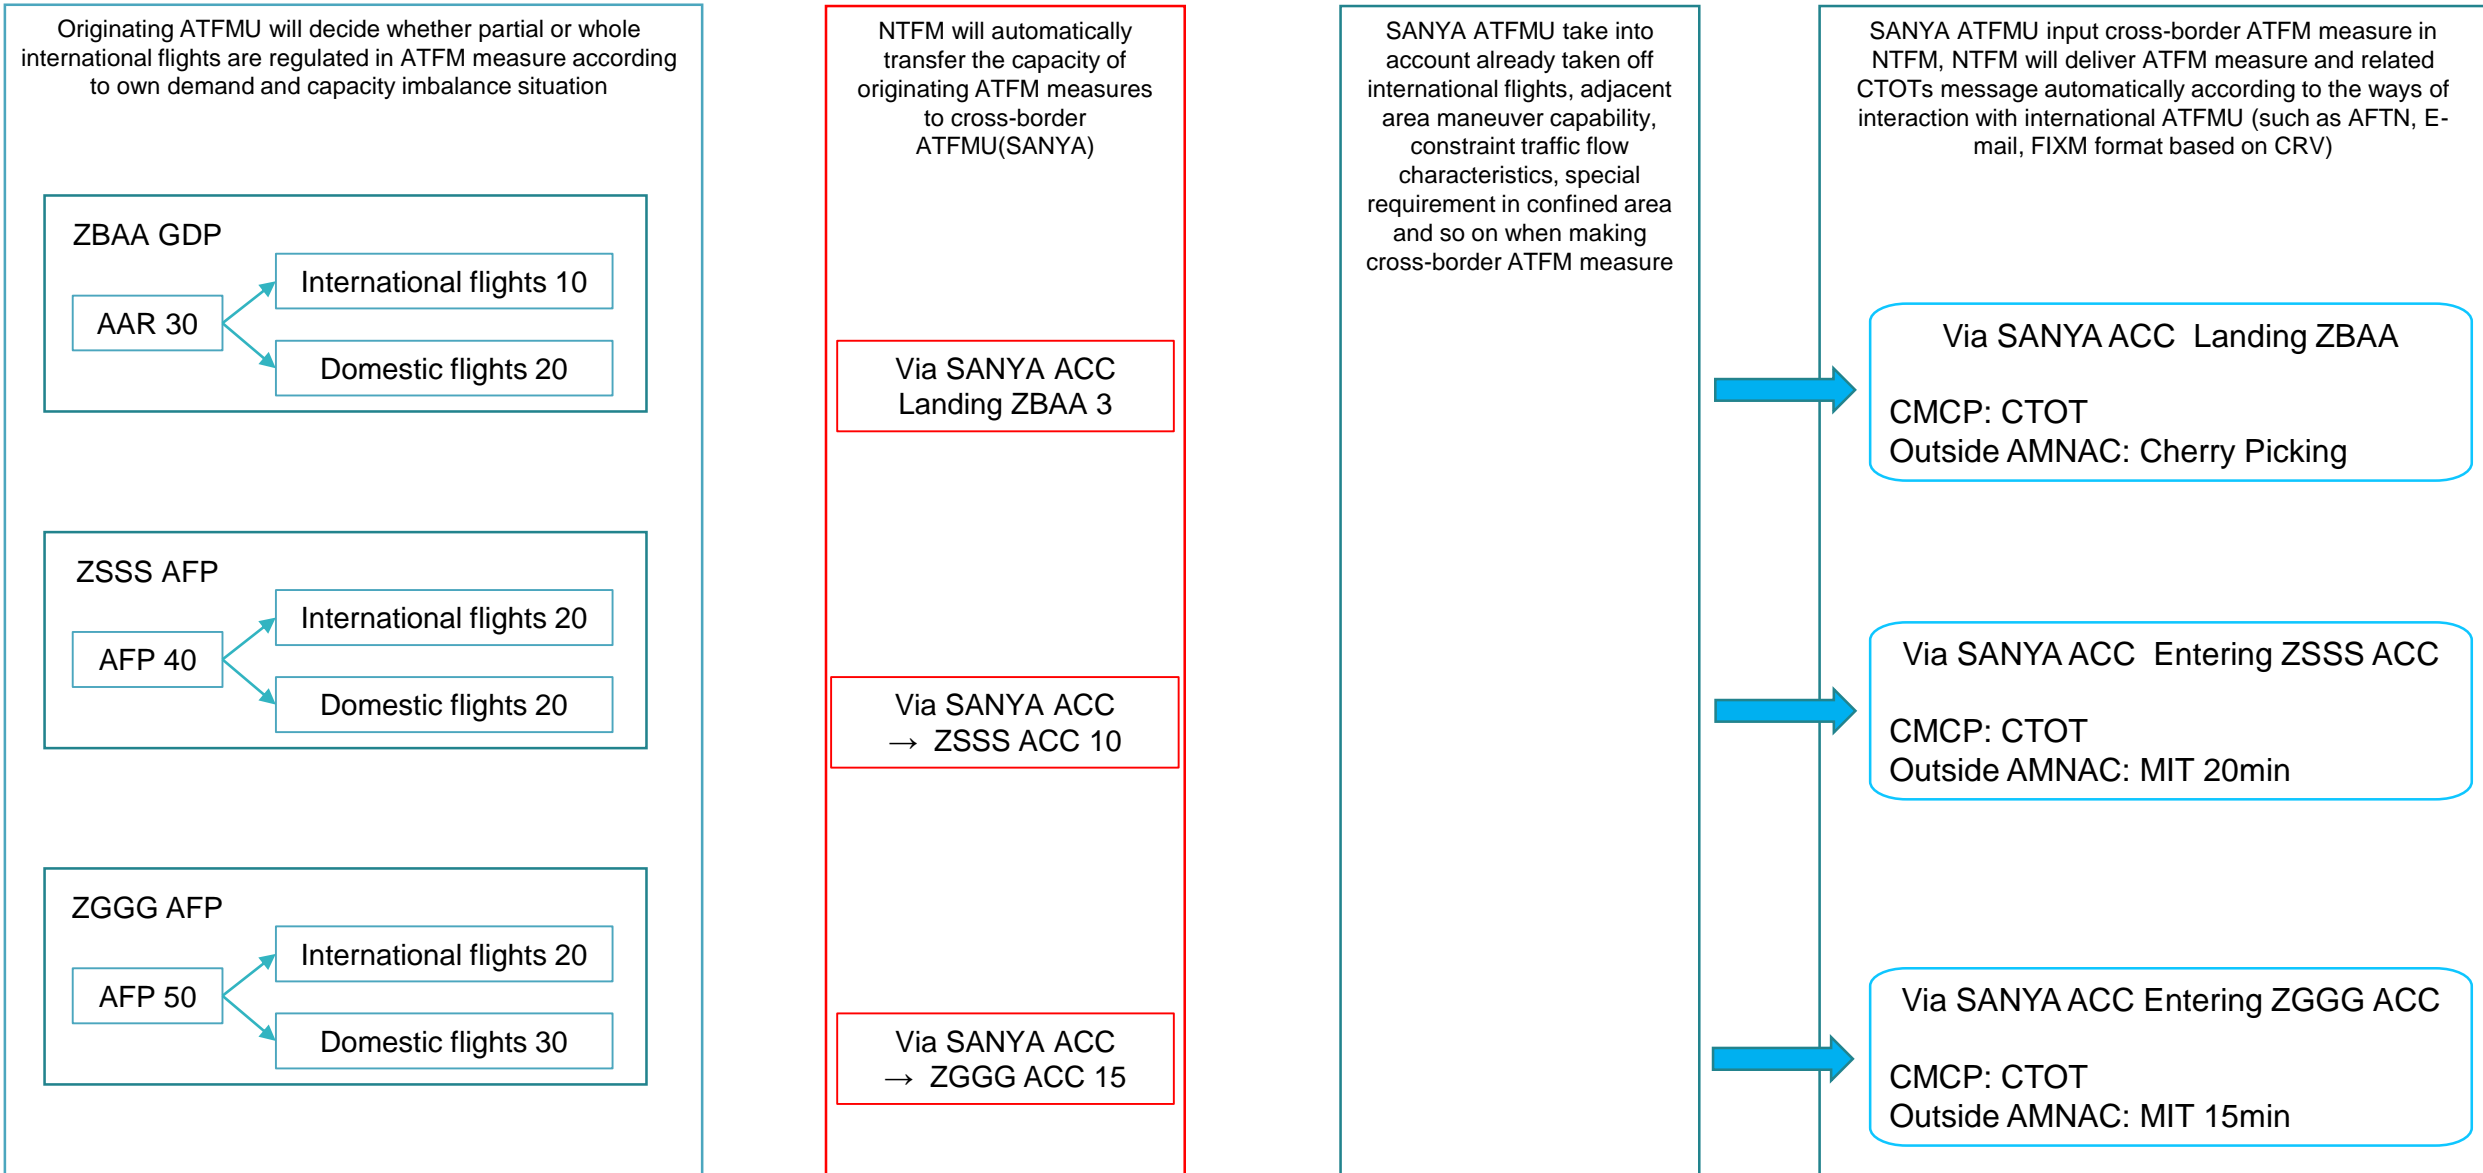 Originating ATFMU will decide whether partial or whole
international flights are regulated in ATFM measure according
to own demand and capacity imbalance situation
ZBAA GDP
AAR 30
International flights 10
Domestic flights 20
ZSSS AFP
AFP 40
International flights 20
Domestic flights 20
ZGGG AFP
AFP 50
International flights 20
Domestic flights 30
NTFM will automatically
transfer the capacity of
originating ATFM measures
to cross-border
ATFMU(SANYA)
Via SANYA ACC
Landing ZBAA 3
Via SANYA ACC
→ ZSSS ACC 10
Via SANYA ACC
→ ZGGG ACC 15
SANYA ATFMU take into
account already taken off
international flights, adjacent
area maneuver capability,
constraint traffic flow
characteristics, special
requirement in confined area
and so on when making
cross-border ATFM measure
SANYA ATFMU input cross-border ATFM measure in
NTFM, NTFM will deliver ATFM measure and related
CTOTs message automatically according to the ways of
interaction with international ATFMU (such as AFTN, E-
mail, FIXM format based on CRV)
Via SANYA ACC Landing ZBAA
CMCP: CTOT
Outside AMNAC: Cherry Picking
Via SANYA ACC Entering ZSSS ACC
CMCP: CTOT
Outside AMNAC: MIT 20min
Via SANYA ACC Entering ZGGG ACC
CMCP: CTOT
Outside AMNAC: MIT 15min